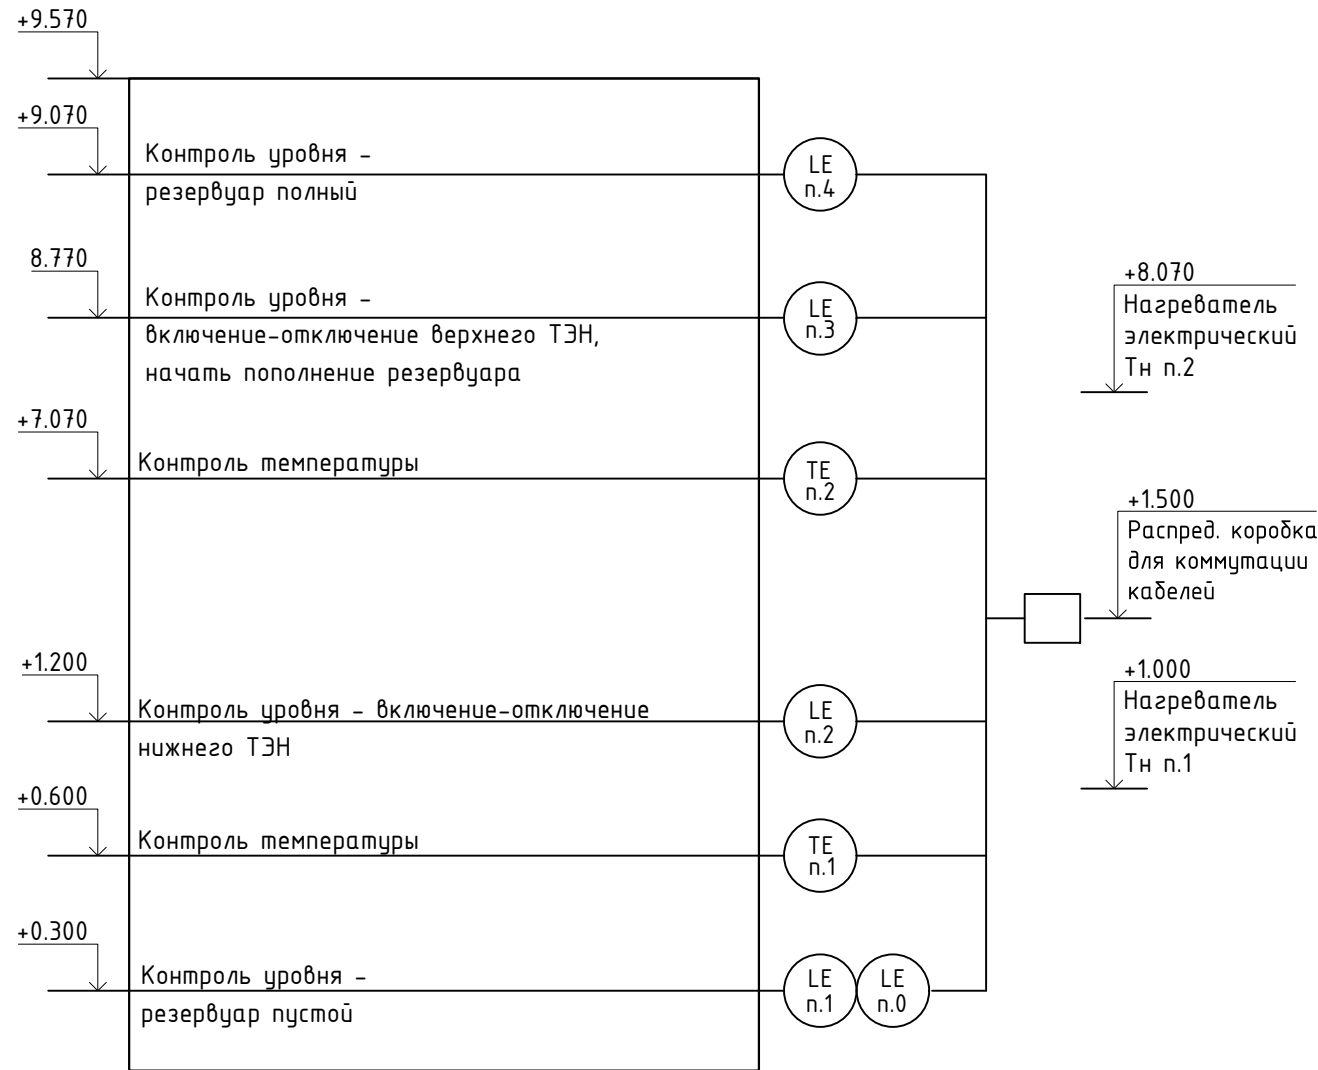 +9.570
+9.070
Контроль уровня -
резервуар полный
LE
п.4
8.770
Контроль уровня -
включение-отключение верхнего ТЭН,
начать пополнение резервуара
LE
п.3
+8.070
Нагреватель
электрический
Тн п.2
+7.070
Контроль температуры
TE
п.2
+1.500
Распред. коробка
для коммутации
кабелей
+1.200
Контроль уровня - включение-отключение
нижнего ТЭН
LE
п.2
+1.000
Нагреватель
электрический
Тн п.1
+0.600
Контроль температуры
TE
п.1
+0.300
Контроль уровня -
резервуар пустой
LE
п.1
LE
п.0